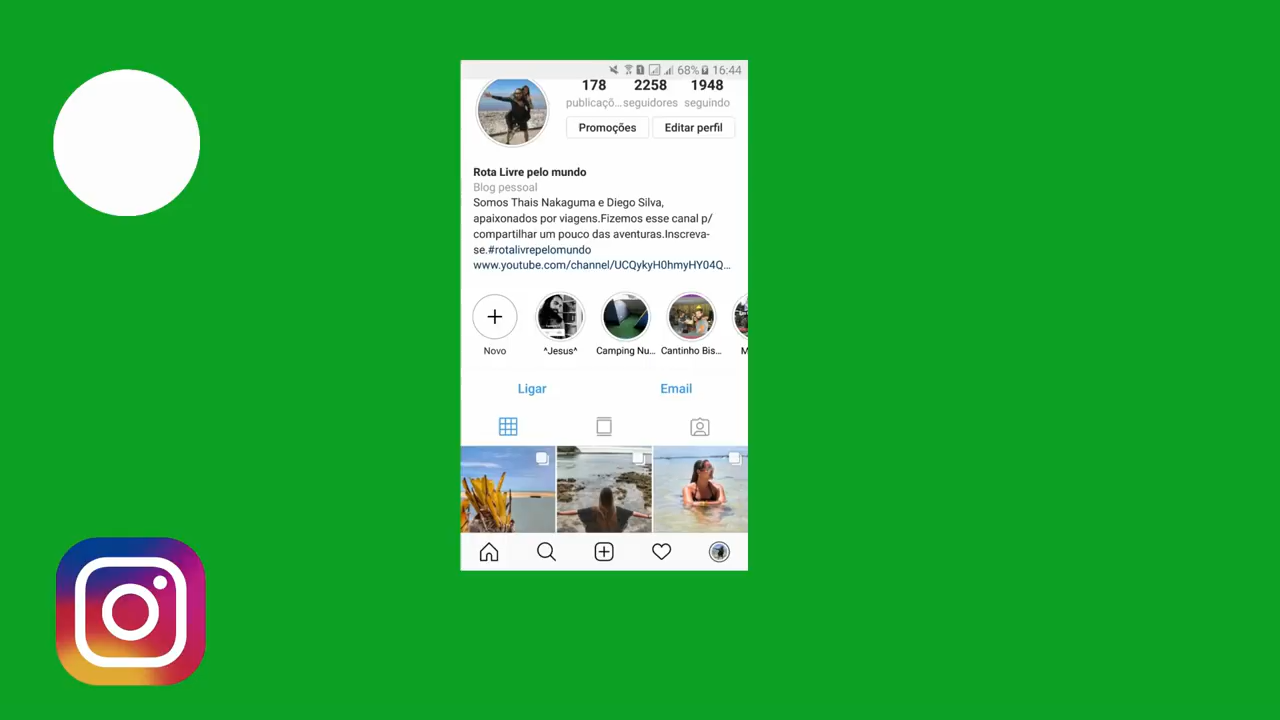 68% 16:44
178 2258 1948
publicaçõ... seguidores seguindo
Promoções Editar perfil
Rota Livre pelo mundo
Blog pessoal
Somos Thais Nakaguma e Diego Silva,
apaixonados por viagens.Fizemos esse canal p/
compartilhar um pouco das aventuras.Inscreva-
se.#rotalivrepelomundo
www.youtube.com/channel/UCQykyH0hmyHY04Q...
Novo ^Jesus^ Camping Nu... Cantinho Bis... M
Ligar Email